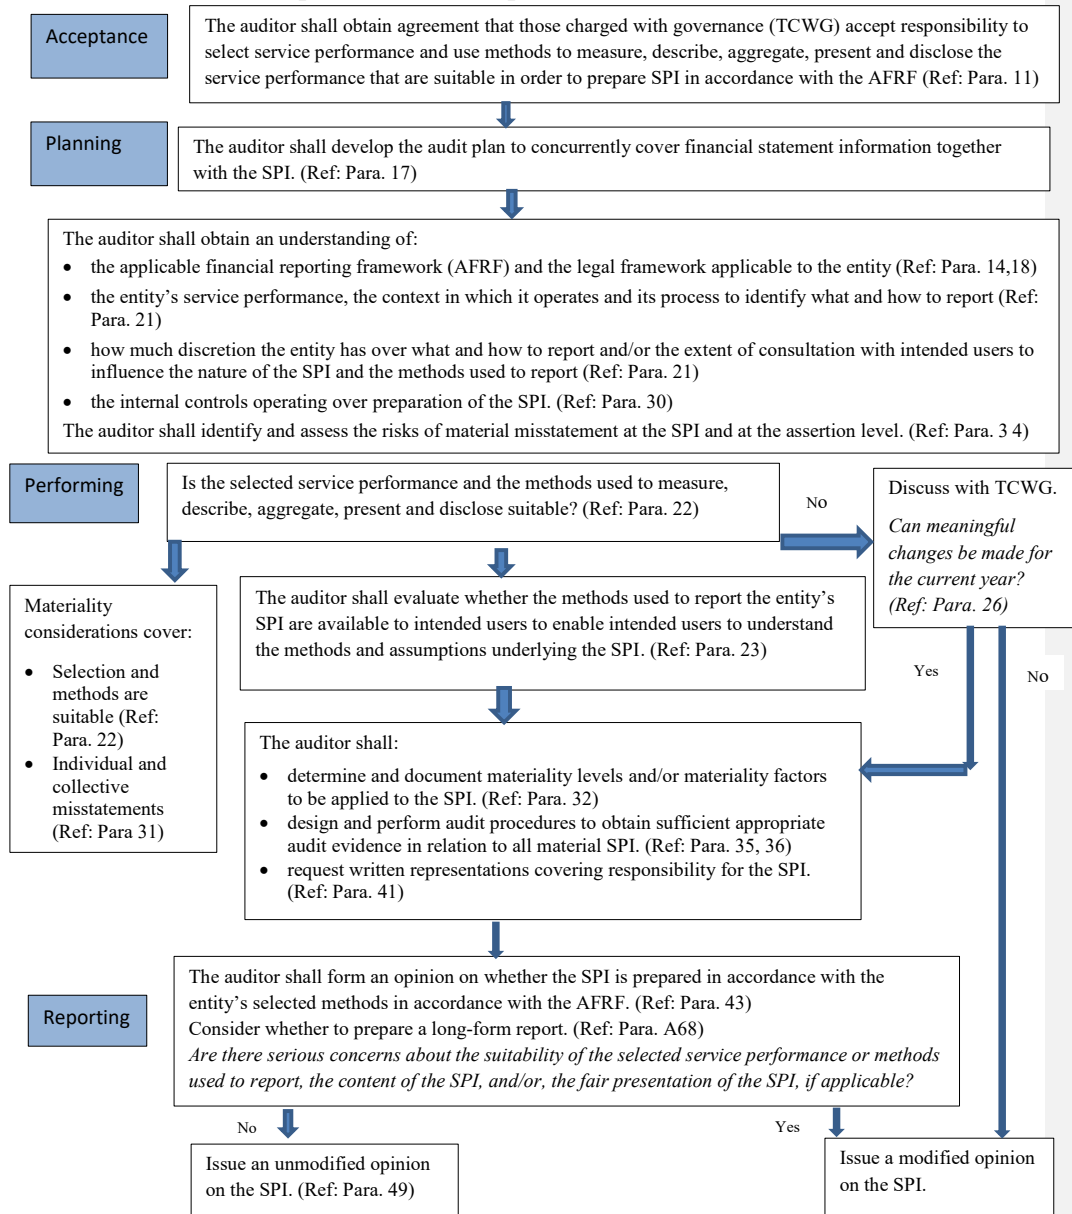 Acceptance
The auditor shall obtain agreement that those charged with governance (TCWG) accept responsibility to
select service performance and use methods to measure, describe, aggregate, present and disclose the
service performance that are suitable in order to prepare SPI in accordance with the AFRF (Ref: Para. 11)
Planning
The auditor shall develop the audit plan to concurrently cover financial statement information together
with the SPI. (Ref: Para. 17)
The auditor shall obtain an understanding of:
• the applicable financial reporting framework (AFRF) and the legal framework applicable to the entity (Ref: Para. 14,18)
• the entity's service performance, the context in which it operates and its process to identify what and how to report (Ref:
Para. 21)
• how much discretion the entity has over what and how to report and/or the extent of consultation with intended users to
influence the nature of the SPI and the methods used to report (Ref: Para. 21)
• the internal controls operating over preparation of the SPI. (Ref: Para. 30)
The auditor shall identify and assess the risks of material misstatement at the SPI and at the assertion level. (Ref: Para. 3 4)
Performing
Is the selected service performance and the methods used to measure,
describe, aggregate, present and disclose suitable? (Ref: Para. 22)
No
Discuss with TCWG.
Can meaningful
changes be made for
the current year?
(Ref: Para. 26)
Materiality
considerations cover:
• Selection and
methods are
suitable (Ref:
Para. 22)
• Individual and
collective
misstatements
(Ref: Para 31)
The auditor shall evaluate whether the methods used to report the entity's
SPI are available to intended users to enable intended users to understand
the methods and assumptions underlying the SPI. (Ref: Para. 23)
Yes
No
The auditor shall:
• determine and document materiality levels and/or materiality factors
to be applied to the SPI. (Ref: Para. 32)
• design and perform audit procedures to obtain sufficient appropriate
audit evidence in relation to all material SPI. (Ref: Para. 35, 36)
• request written representations covering responsibility for the SPI.
(Ref: Para. 41)
Reporting
The auditor shall form an opinion on whether the SPI is prepared in accordance with the
entity's selected methods in accordance with the AFRF. (Ref: Para. 43)
Consider whether to prepare a long-form report. (Ref: Para. A68)
Are there serious concerns about the suitability of the selected service performance or methods
used to report, the content of the SPI, and/or, the fair presentation of the SPI, if applicable?
No
Yes
Issue an unmodified opinion
on the SPI. (Ref: Para. 49)
Issue a modified opinion
on the SPI.